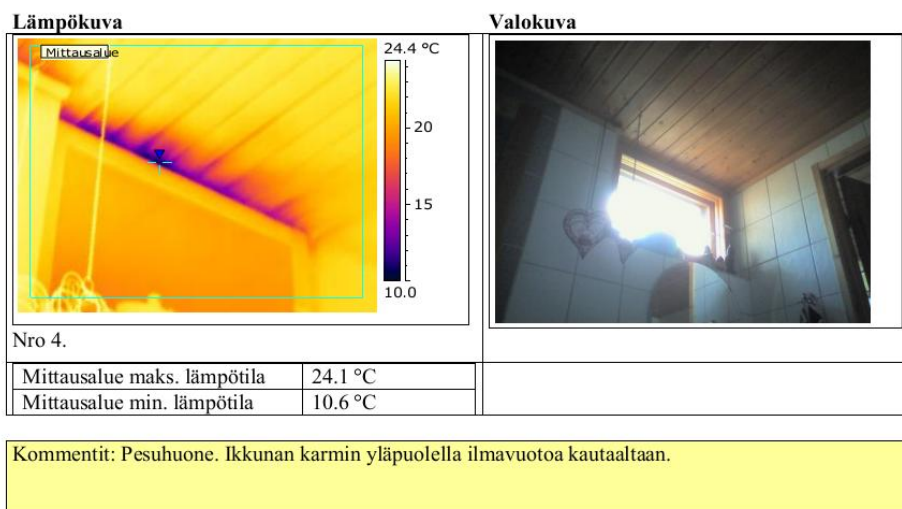 Lämpökuva
Valokuva
Mittausalue
24.4 °C
20
15
10.0
Nro 4.
Mittausalue maks. lämpötila 24.1 °C
Mittausalue min. lämpötila 10.6 °C
Kommentit: Pesuhuone. Ikkunan karmin yläpuolella ilmavuotoa kautaaltaan.